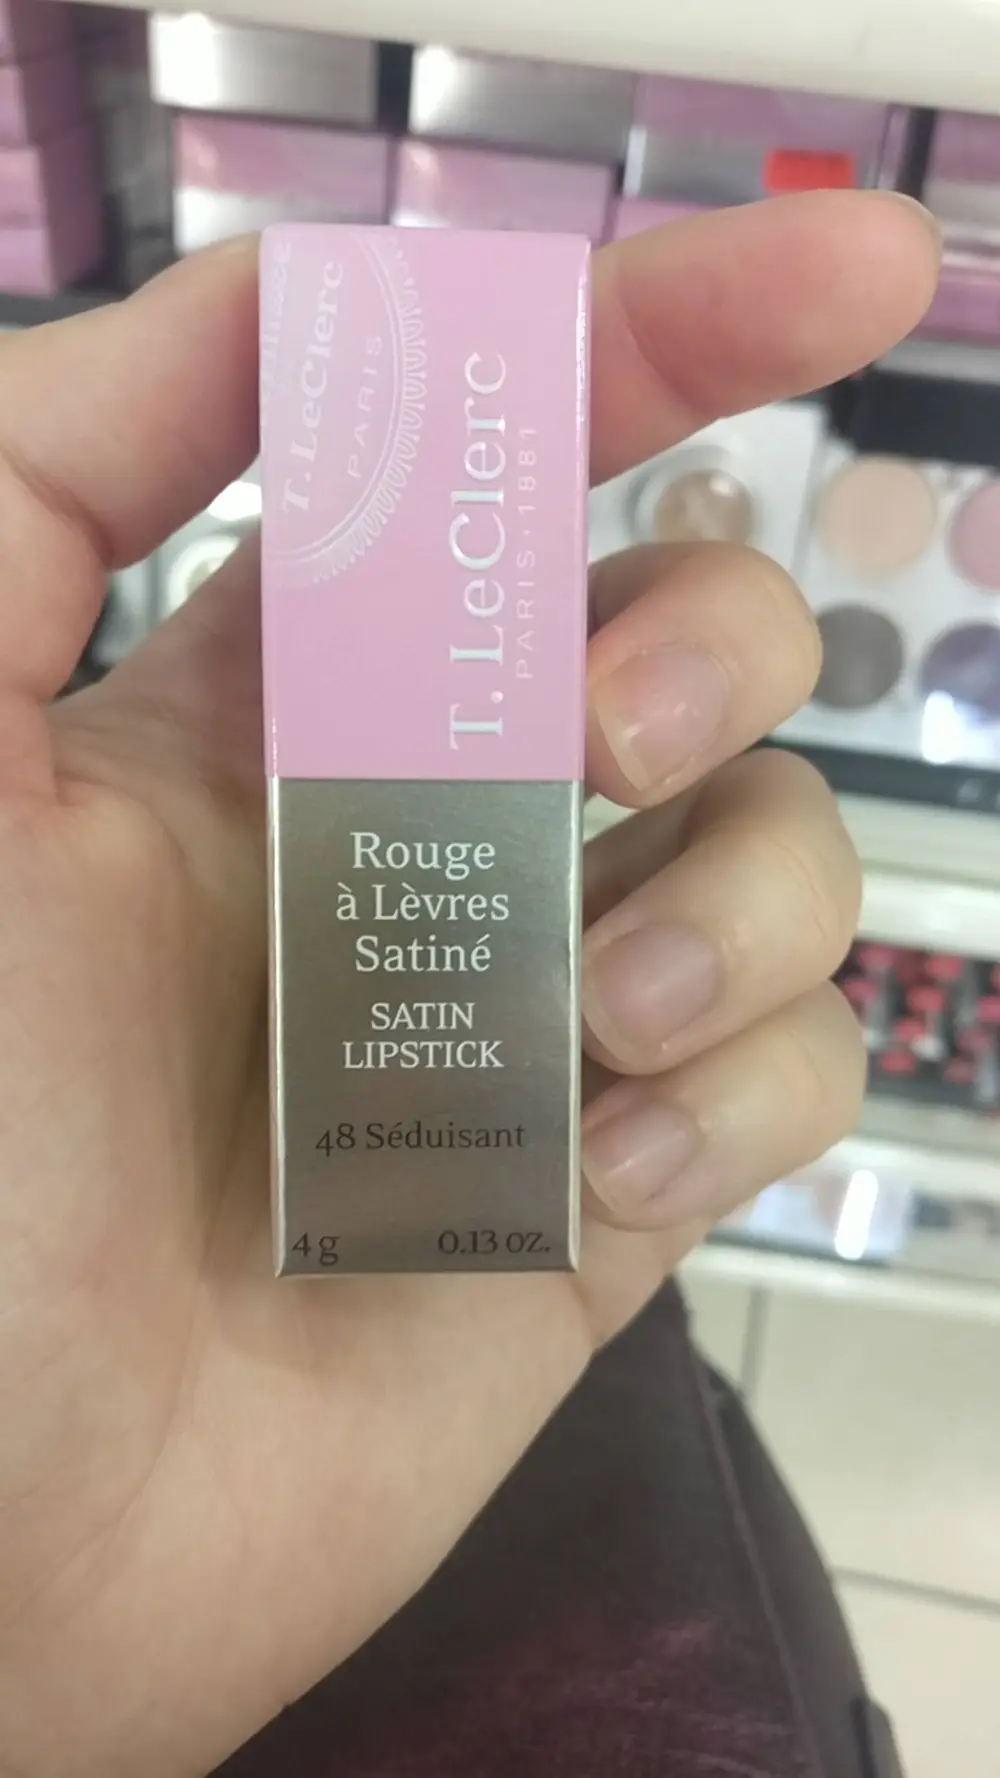 T. LeClerc
PARIS
T. LeClerc
PARIS·1881
Rouge
à Lèvres
Satiné
SATIN
LIPSTICK
48 Séduisant
4 g 0.13 oz.